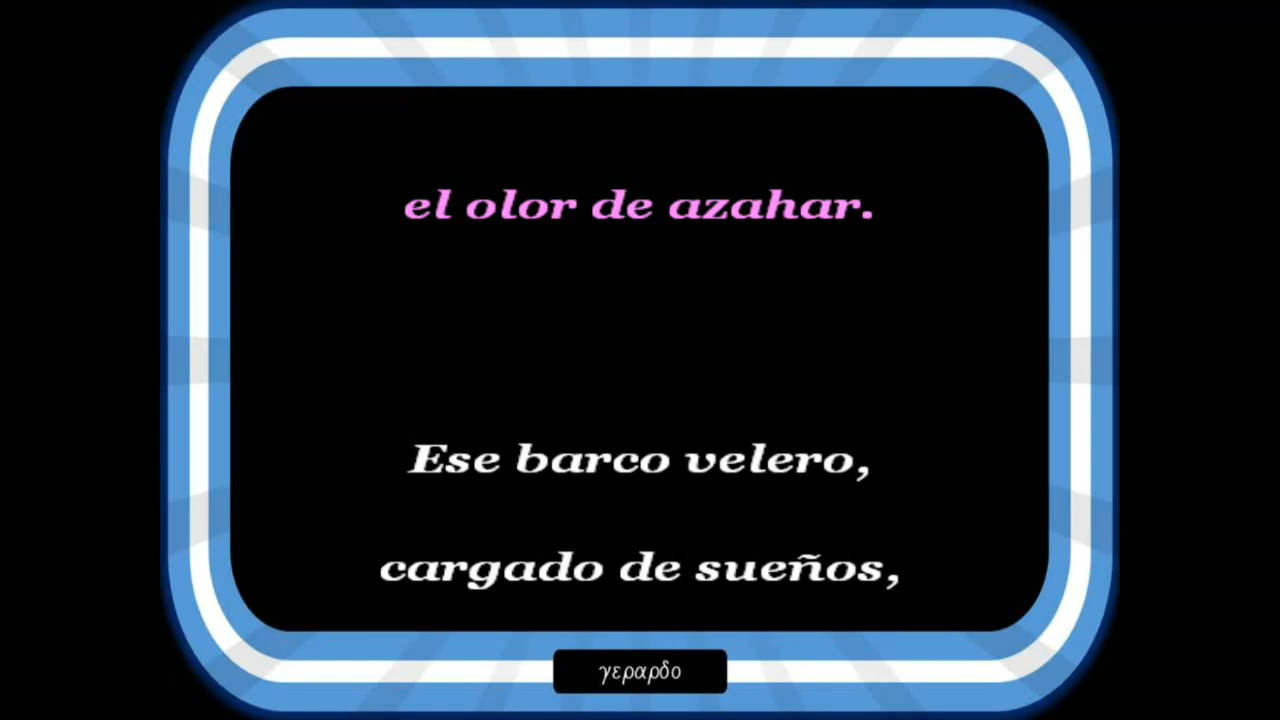 el olor de azahar.
Ese barco velero,
cargado de sueños,
γεραρδο